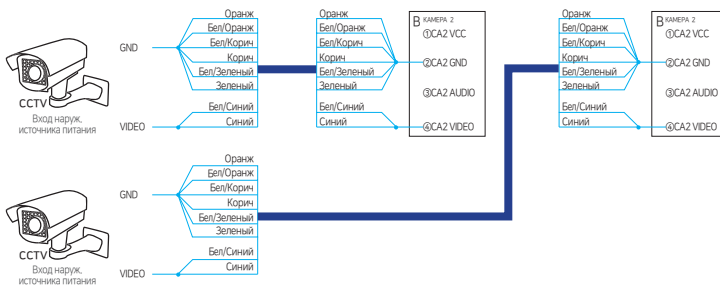 GND
VIDEO
CCTV
Вход наруж.
источника питания
Оранж
Бел/Оранж
Бел/Корич
Корич
Бел/Зеленый
Зеленый
Бел/Синий
Синий
Оранж
Бел/Оранж
Бел/Корич
Корич
Бел/Зеленый
Зеленый
Бел/Синий
Синий
B КАМЕРА 2
①CA2 VCC
②CA2 GND
③CA2 AUDIO
④CA2 VIDEO
Оранж
Бел/Оранж
Бел/Корич
Корич
Бел/Зеленый
Зеленый
Бел/Синий
Синий
B КАМЕРА 2
①CA2 VCC
②CA2 GND
③CA2 AUDIO
④CA2 VIDEO
GND
VIDEO
CCTV
Вход наруж.
источника питания
Оранж
Бел/Оранж
Бел/Корич
Корич
Бел/Зеленый
Зеленый
Бел/Синий
Синий